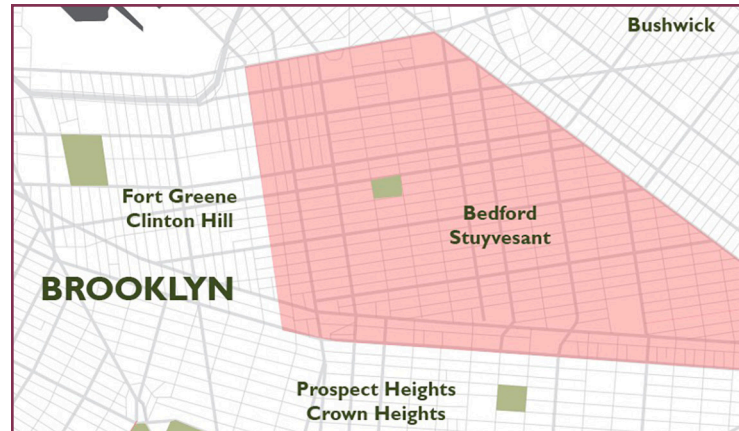 Bushwick
Fort Greene
Clinton Hill
Bedford
Stuyvesant
BROOKLYN
Prospect Heights
Crown Heights